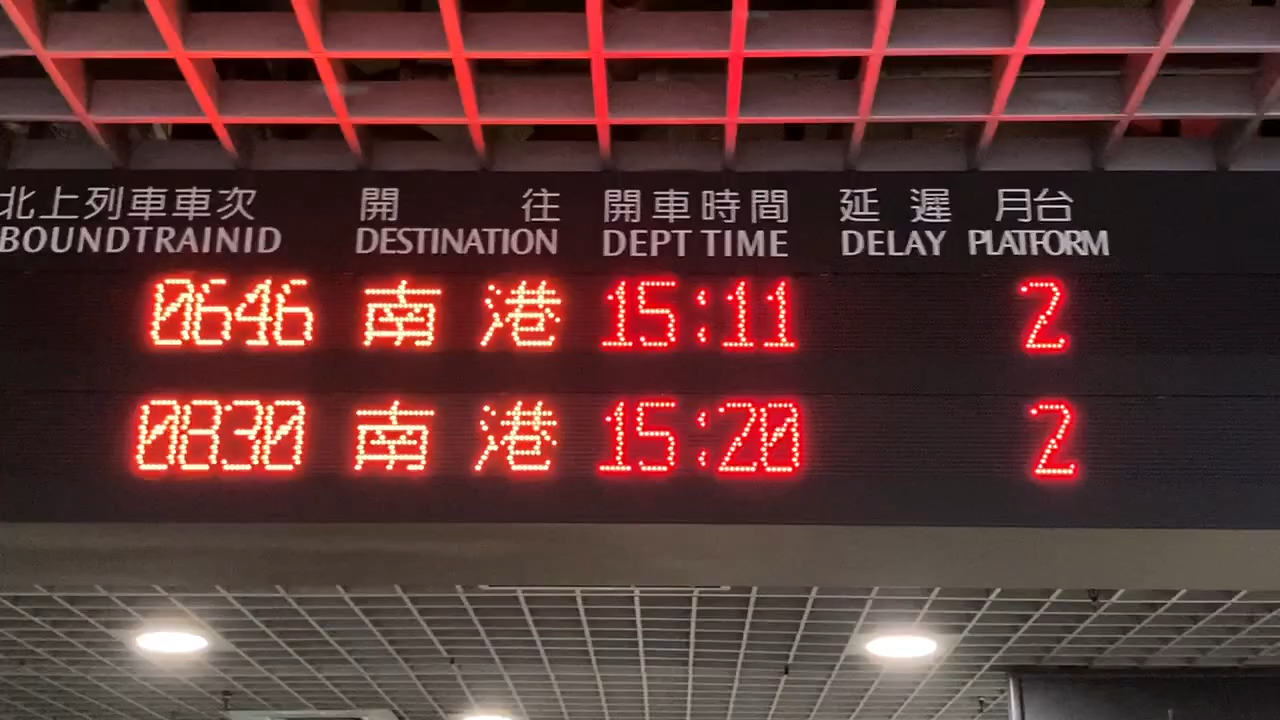 北上列車車次 開往 開車時間 延遲 月台
BOUNDTRAINID DESTINATION DEPT TIME DELAY PLATFORM
0646 南港 15:11 2
0830 南港 15:20 2